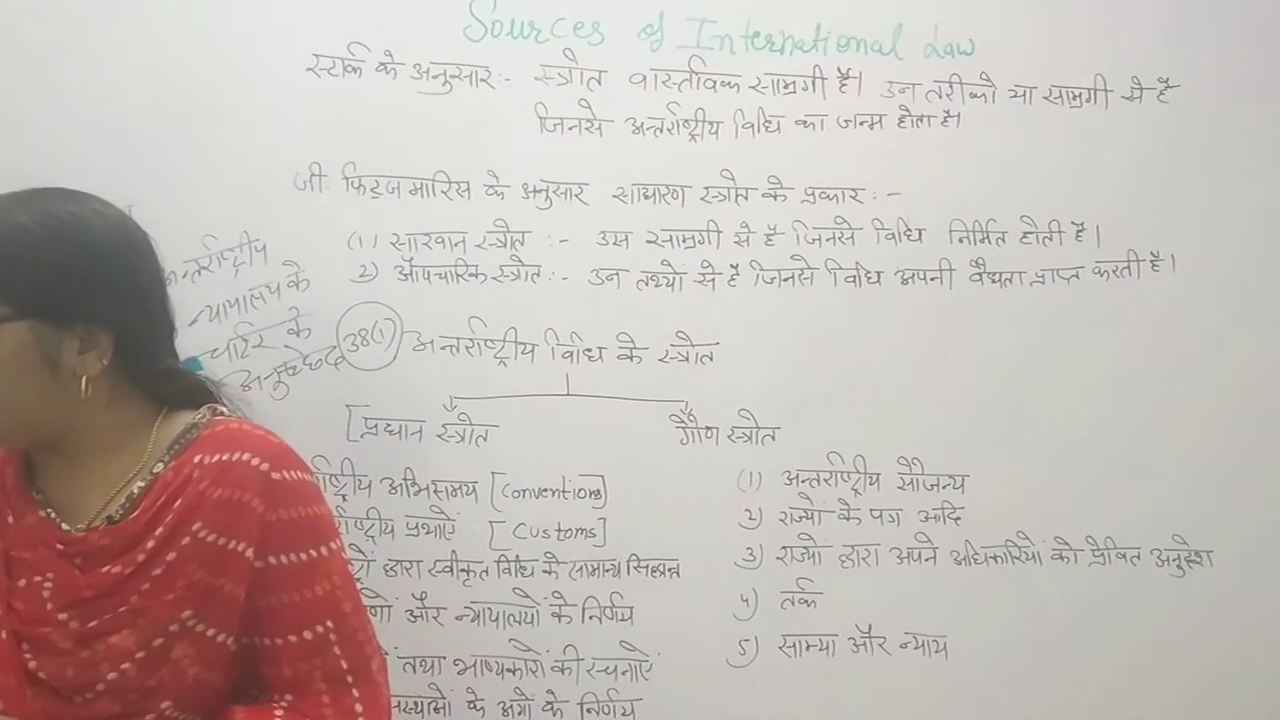 Sources of International Law
स्टार्क के अनुसार :- स्त्रोत वास्तविक सामग्री है। उन तरीको या सामग्री से है
जिनसे अन्तर्राष्ट्रीय विधि का जन्म होता है।
जी. फिट्ज मारिस के अनुसार साधारण स्त्रोत के प्रकार :-
(1) सारवान स्त्रोत :- उस सामग्री से है जिनसे विधि निर्मित होती है।
2) औपचारिक स्त्रोत :- उन तथ्यों से है जिनसे विधि अपनी वैधता प्राप्त करती है।
अन्तर्राष्ट्रीय
न्यायालय के
चार्टर के
अनुच्छेद 38(1) अन्तर्राष्ट्रीय विधि के स्त्रोत
[प्रधान स्त्रोत
गौण स्त्रोत
र्राष्ट्रीय अभिसमय [Conventions]
र्राष्ट्रीय प्रथाएँ [Customs]
ष्ट्रों द्वारा स्वीकृत विधि के सामान्य सिद्धान्त
णों और न्यायालयों के निर्णय
तथा भाष्यकारों की रचनाएं
संस्थाओं के अंगो के निर्णय
(1) अन्तर्राष्ट्रीय सौजन्य
2) राज्यों के पत्र आदि
3) राज्यों द्वारा अपने अधिकारियों को प्रेषित अनुदेश
4) तर्क
5) साम्या और न्याय